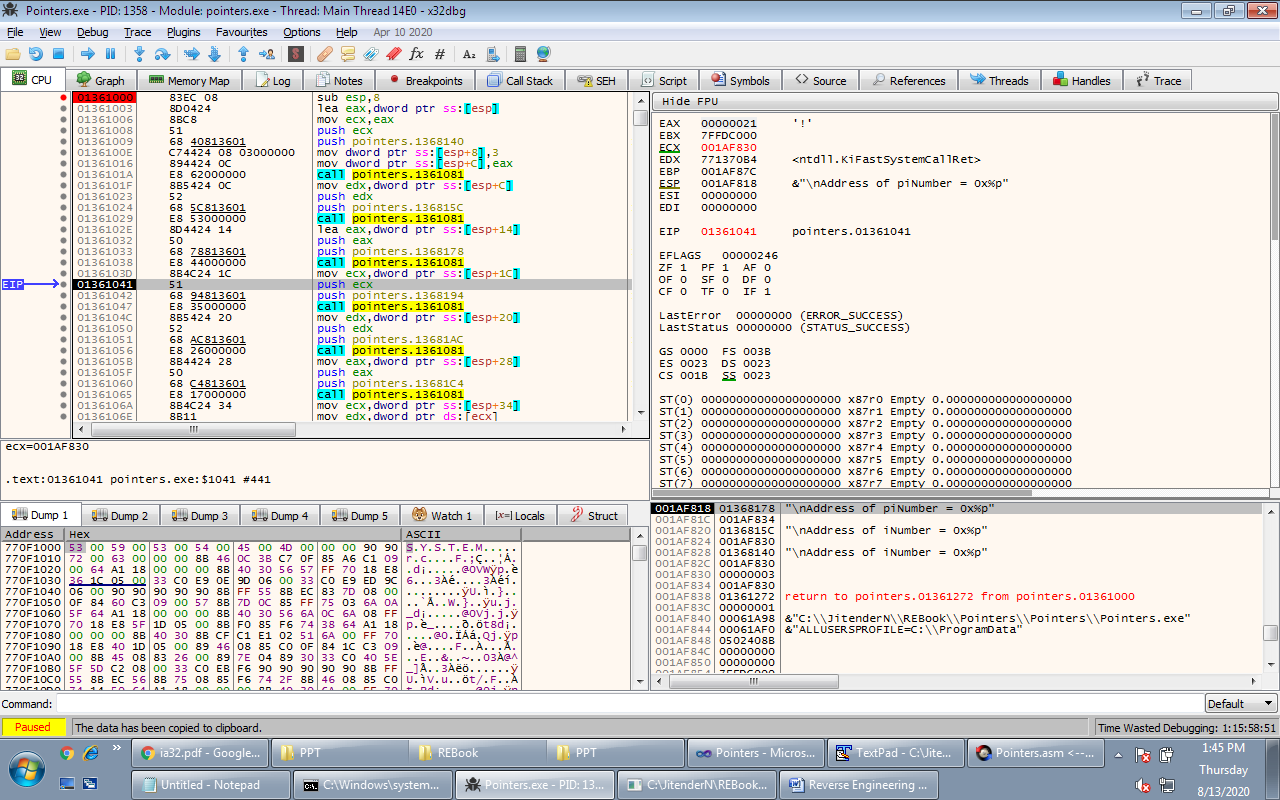 Pointers.exe - PID: 1358 - Module: pointers.exe - Thread: Main Thread 14E0 - x32dbg
File View Debug Trace Plugins Favourites Options Help Apr 10 2020
CPU Graph Memory Map Log Notes Breakpoints Call Stack SEH Script Symbols Source References Threads Handles Trace
01361000 83EC 08 sub esp,8
01361003 8D0424 lea eax,dword ptr ss:[esp]
01361006 8BC8 mov ecx,eax
01361008 51 push ecx
01361009 68 40813601 push pointers.1368140
0136100E C74424 08 03000000 mov dword ptr ss:[esp+8],3
01361016 894424 0C mov dword ptr ss:[esp+C],eax
0136101A E8 62000000 call pointers.1361081
0136101F 8B5424 0C mov edx,dword ptr ss:[esp+C]
01361023 52 push edx
01361024 68 5C813601 push pointers.136815C
01361029 E8 53000000 call pointers.1361081
0136102E 8D4424 14 lea eax,dword ptr ss:[esp+14]
01361032 50 push eax
01361033 68 78813601 push pointers.1368178
01361038 E8 44000000 call pointers.1361081
0136103D 8B4C24 1C mov ecx,dword ptr ss:[esp+1C]
EIP 01361041 51 push ecx
01361042 68 94813601 push pointers.1368194
01361047 E8 35000000 call pointers.1361081
0136104C 8B5424 20 mov edx,dword ptr ss:[esp+20]
01361050 52 push edx
01361051 68 AC813601 push pointers.13681AC
01361056 E8 26000000 call pointers.1361081
0136105B 8B4424 28 mov eax,dword ptr ss:[esp+28]
0136105F 50 push eax
01361060 68 C4813601 push pointers.13681C4
01361065 E8 17000000 call pointers.1361081
0136106A 8B4C24 34 mov ecx,dword ptr ss:[esp+34]
0136106E 8B11 mov edx,dword ptr ds:[ecx]
Hide FPU
EAX 00000021 '!'
EBX 7FFDC000
ECX 001AF830
EDX 771370B4 <ntdll.KiFastSystemCallRet>
EBP 001AF87C
ESP 001AF818 &"\nAddress of piNumber = 0x%p"
ESI 00000000
EDI 00000000
EIP 01361041 pointers.01361041
EFLAGS 00000246
ZF 1 PF 1 AF 0
OF 0 SF 0 DF 0
CF 0 TF 0 IF 1
LastError 00000000 (ERROR_SUCCESS)
LastStatus 00000000 (STATUS_SUCCESS)
GS 0000 FS 003B
ES 0023 DS 0023
CS 001B SS 0023
ST(0) 00000000000000000000 x87r0 Empty 0.000000000000000000
ST(1) 00000000000000000000 x87r1 Empty 0.000000000000000000
ST(2) 00000000000000000000 x87r2 Empty 0.000000000000000000
ST(3) 00000000000000000000 x87r3 Empty 0.000000000000000000
ST(4) 00000000000000000000 x87r4 Empty 0.000000000000000000
ST(5) 00000000000000000000 x87r5 Empty 0.000000000000000000
ST(6) 00000000000000000000 x87r6 Empty 0.000000000000000000
ST(7) 00000000000000000000 x87r7 Empty 0.000000000000000000
ecx=001AF830
.text:01361041 pointers.exe:$1041 #441
Dump 1 Dump 2 Dump 3 Dump 4 Dump 5 Watch 1 Locals Struct
Address Hex ASCII
770F1000 53 00 59 00 53 00 54 00 45 00 4D 00 00 00 90 90 S.Y.S.T.E.M.....
770F1010 72 00 63 00 00 00 8B 46 0C 3B C7 0F 85 A6 C1 09
770F1020 00 64 A1 18 00 00 00 8B 40 30 56 57 FF 70 18 E8
770F1030 36 1C 05 00 33 C0 E9 0E 9D 06 00 33 C0 E9 ED 9C
770F1040 06 00 90 90 90 90 90 8B FF 55 8B EC 83 7D 08 00
770F1050 0F 84 60 C3 09 00 57 8B 7D 0C 85 FF 75 03 6A 0A
770F1060 5F 64 A1 18 00 00 00 8B 40 30 56 6A 0C 6A 08 FF
770F1070 70 18 E8 5F 1D 05 00 8B F0 85 F6 74 38 64 A1 18
770F1080 00 00 00 8B 40 30 8B CF C1 E1 02 51 6A 00 FF 70
770F1090 18 E8 40 1D 05 00 89 46 08 85 C0 0F 84 1C C3 09
770F10A0 00 8B 45 08 83 26 00 89 7E 04 89 30 33 C0 40 5E
770F10B0 5F 5D C2 08 00 33 C0 EB F6 90 90 90 90 90 8B FF
770F10C0 55 8B EC 56 8B 75 08 85 F6 74 2F 8B 46 08 85 C0
001AF818 01368178 "\nAddress of piNumber = 0x%p"
001AF81C 001AF834
001AF820 0136815C "\nAddress of iNumber = 0x%p"
001AF824 001AF830
001AF828 01368140 "\nAddress of iNumber = 0x%p"
001AF82C 001AF830
001AF830 00000003
001AF834 001AF830
001AF838 01361272 return to pointers.01361272 from pointers.01361000
001AF83C 00000001
001AF840 00061A98 &"C:\\JitenderN\\REBook\\Pointers\\Pointers\\Pointers.exe"
001AF844 00061AF0 &"ALLUSERSPROFILE=C:\\ProgramData"
001AF848 0502408B
001AF84C 00000000
001AF850 00000000
Command: Default
Paused The data has been copied to clipboard. Time Wasted Debugging: 1:15:58:51
ia32.pdf - Google... PPT REBook PPT Pointers - Micros... TextPad - C:\Jite... Pointers.asm <--... 1:45 PM
Thursday
Untitled - Notepad C:\Windows\system... Pointers.exe - PID: 13... C:\JitenderN\REBook... Reverse Engineering ... 8/13/2020